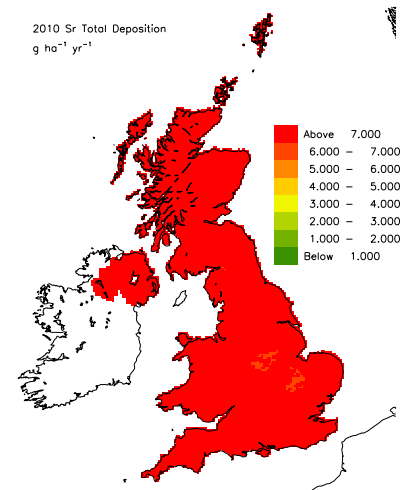 2010 Sr Total Deposition
g ha⁻¹ yr⁻¹
Above 7.000
6.000 – 7.000
5.000 – 6.000
4.000 – 5.000
3.000 – 4.000
2.000 – 3.000
1.000 – 2.000
Below 1.000